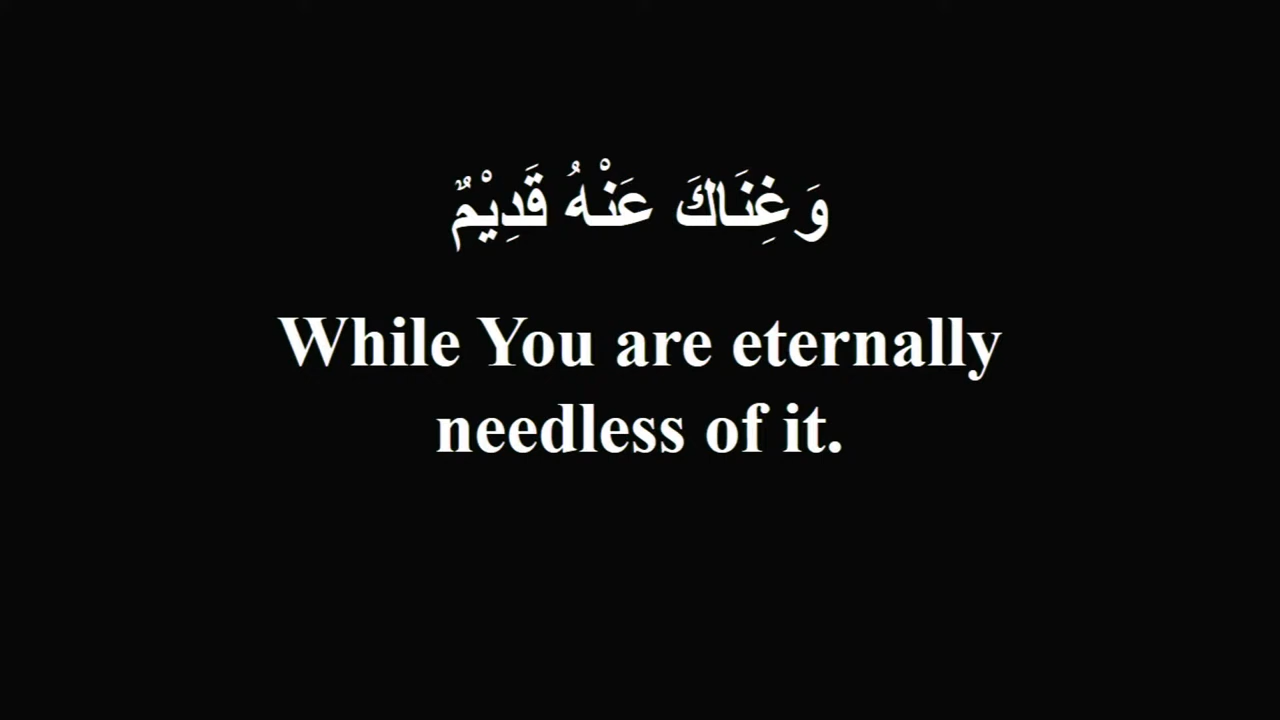 وَغِنَاكَ عَنْهُ قَدِيْمٌ
While You are eternally
needless of it.